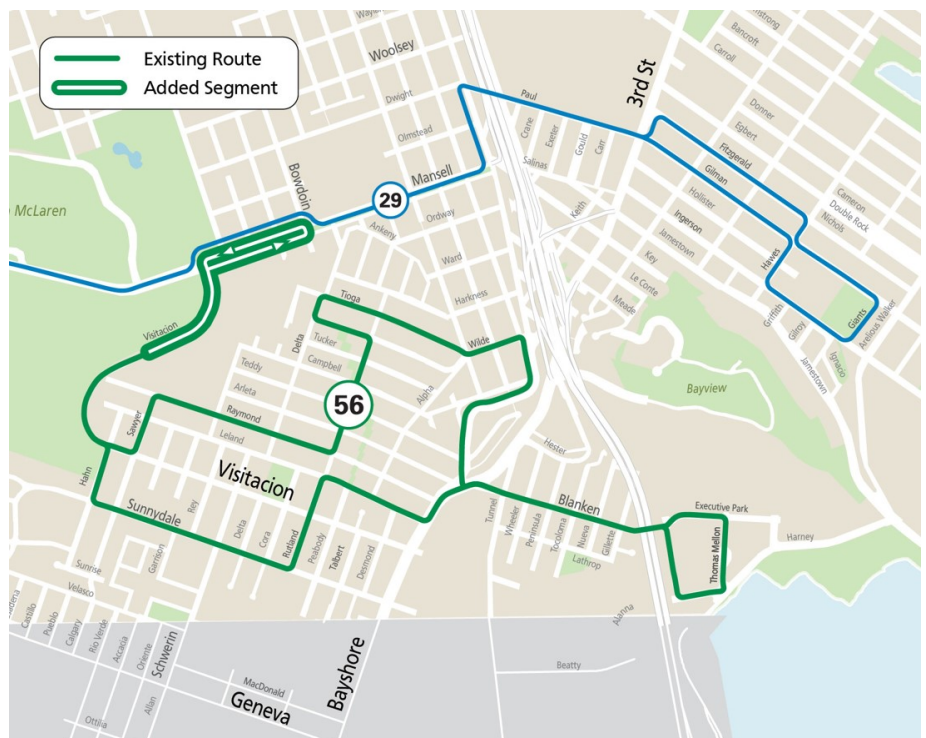 Existing Route
Added Segment
Woolsey
Dwight
Olmstead
Mansell
Bowdoin
29
Ordway
Ankeny
Ward
Harkness
McLaren
Paul
3rd St
Crane
Exeter
Gould
Carr
Salinas
Keith
Bancroft
Carroll
Donner
Egbert
Fitzgerald
Gilman
Hollister
Ingerson
Jamestown
Key
Le Conte
Meade
Cameron
Double Rock
Nichols
Hawes
Griffith
Gilroy
Jamestown
Ignacio
Giants
Arelious Walker
Bayview
Visitacion
Tioga
Wilde
Delta
Tucker
Campbell
Teddy
Arleta
Alpha
56
Raymond
Leland
Sawyer
Hahn
Visitacion
Sunnydale
Rey
Delta
Cora
Rutland
Peabody
Talbert
Desmond
Garrison
Hester
Blanken
Tunnel
Wheeler
Peninsula
Tocoloma
Nueva
Gillette
Lathrop
Executive Park
Thomas Mellon
Harney
Alanna
Beatty
Sunrise
Velasco
Castillo
Pueblo
Calgary
Rio Verde
Accacia
Oriente
Schwerin
Allan
Ottilia
MacDonald
Geneva
Bayshore